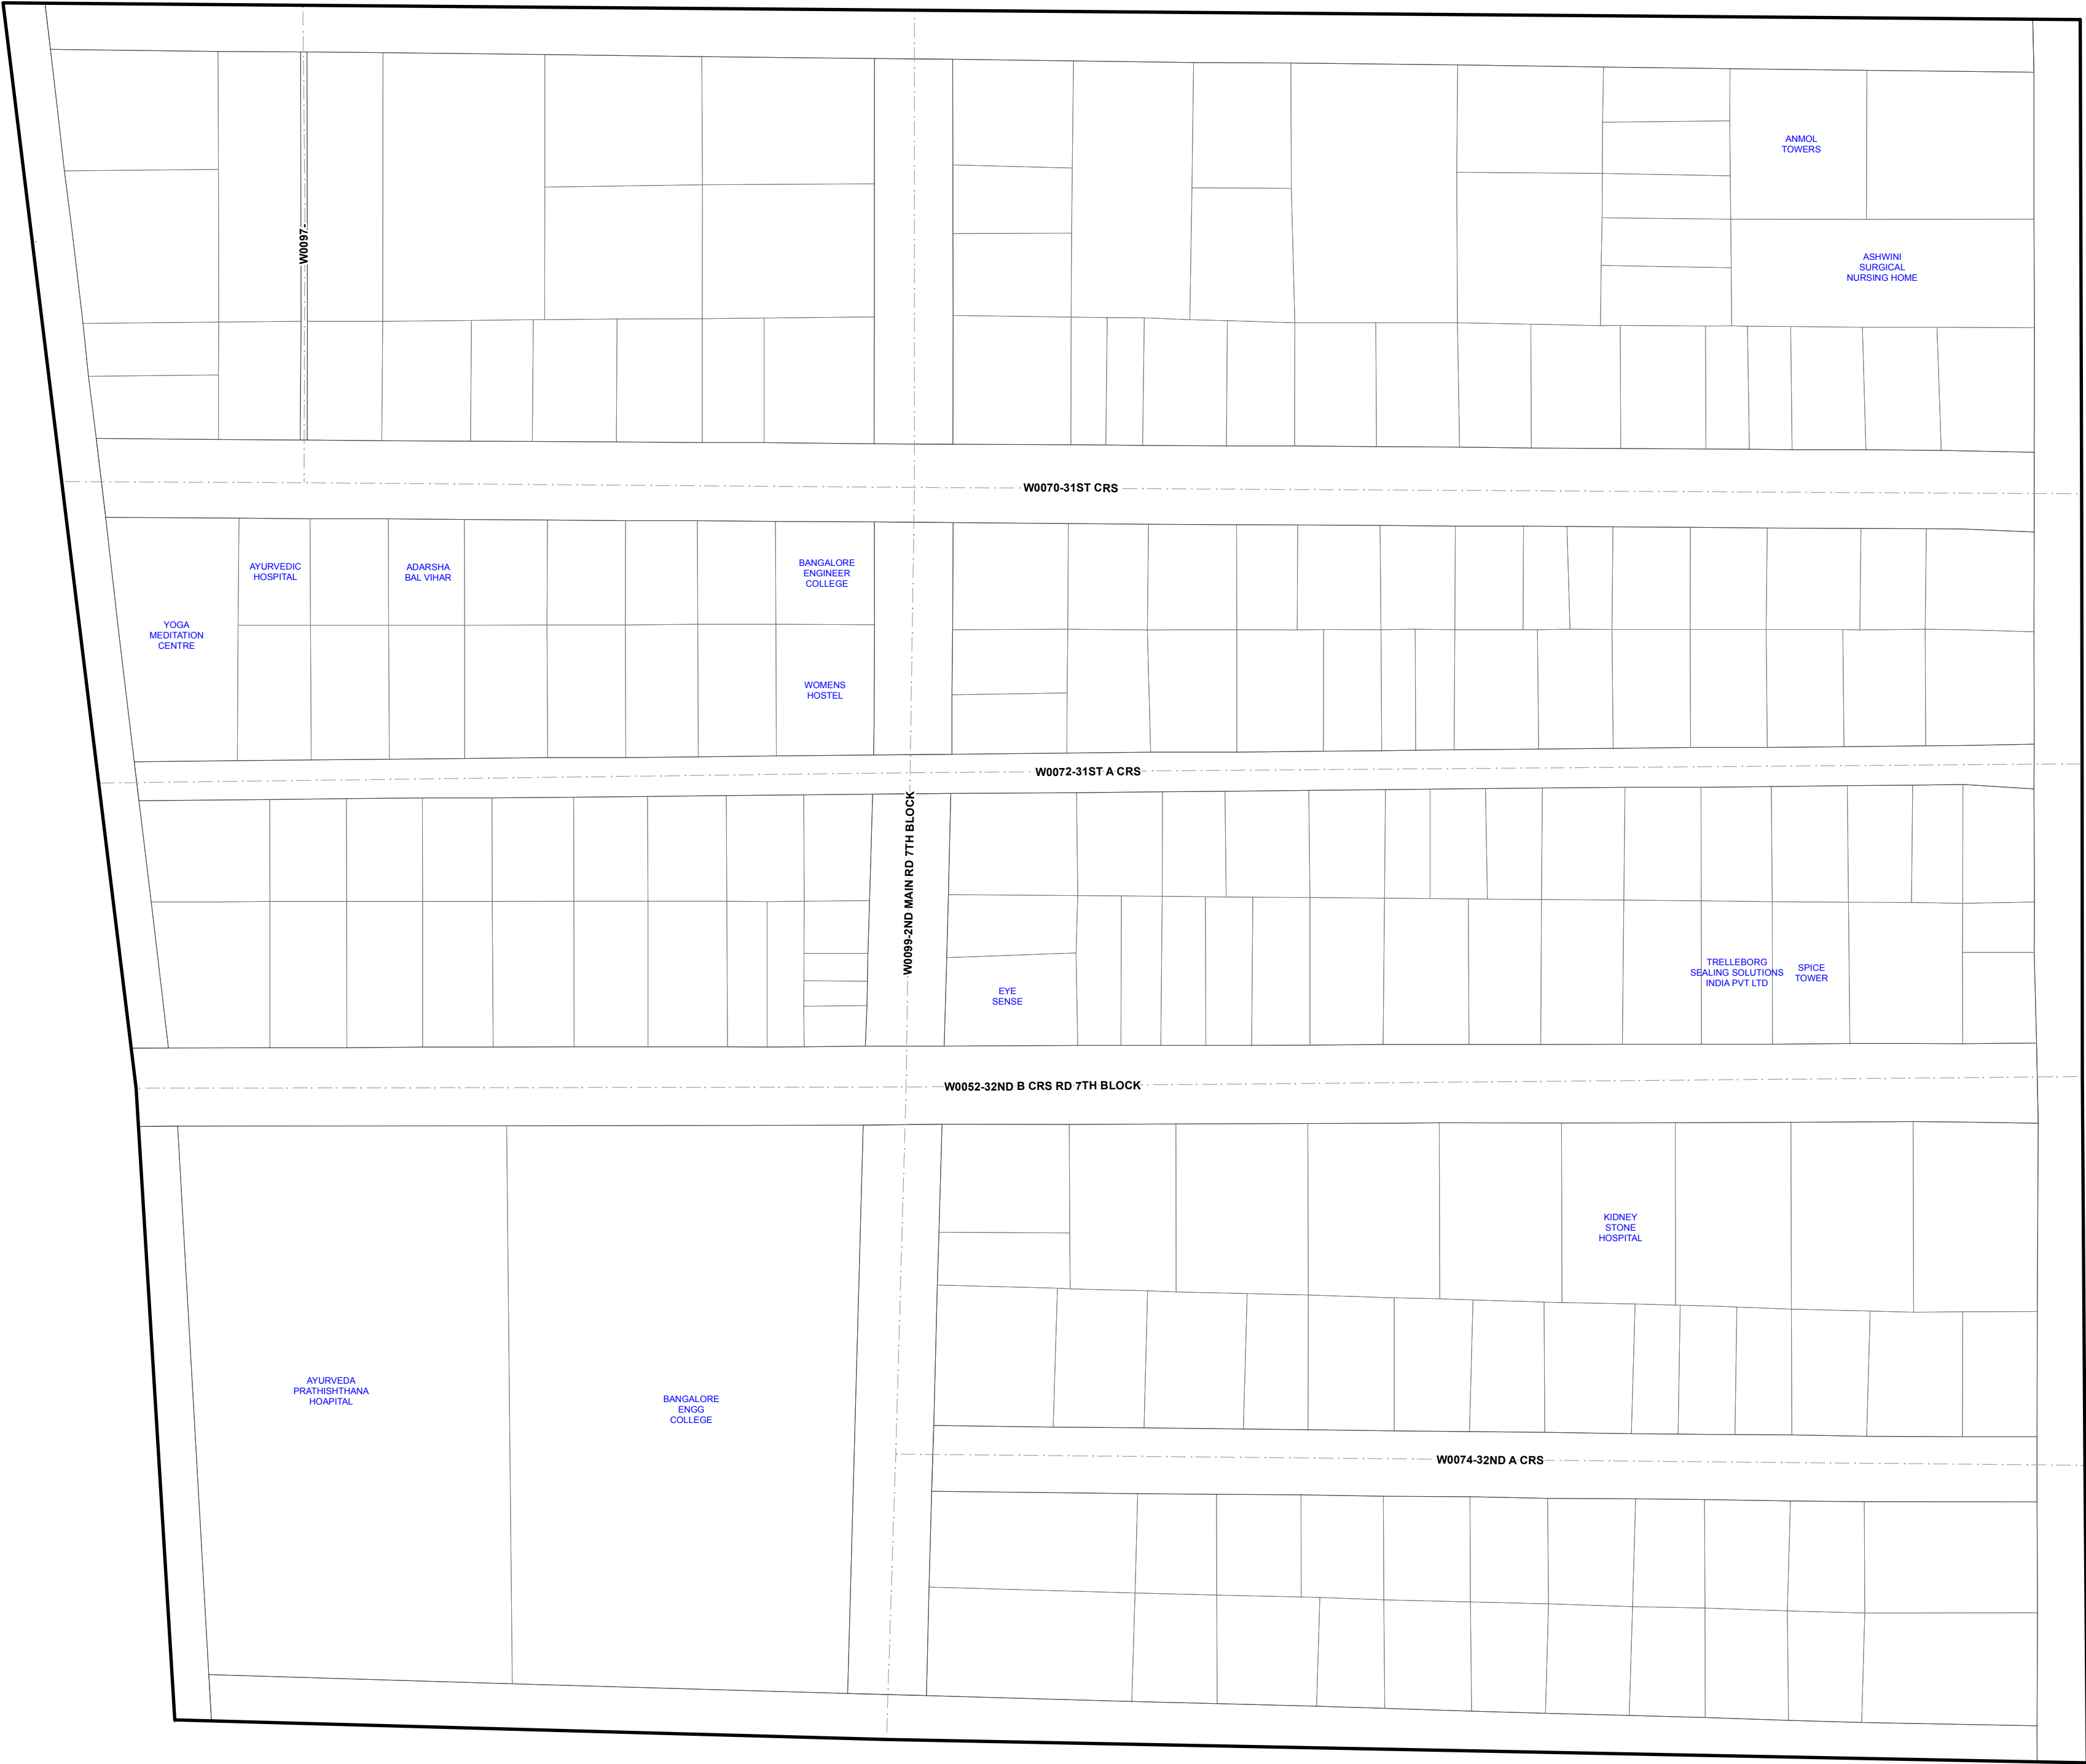 ANMOL
TOWERS
W0097-
ASHWINI
SURGICAL
NURSING HOME
W0070-31ST CRS
AYURVEDIC
HOSPITAL
ADARSHA
BAL VIHAR
BANGALORE
ENGINEER
COLLEGE
YOGA
MEDITATION
CENTRE
WOMENS
HOSTEL
W0072-31ST A CRS
W0099-2ND MAIN RD 7TH BLOCK
EYE
SENSE
TRELLEBORG
SEALING SOLUTIONS
INDIA PVT LTD
SPICE
TOWER
W0052-32ND B CRS RD 7TH BLOCK
KIDNEY
STONE
HOSPITAL
AYURVEDA
PRATHISHTHANA
HOAPITAL
BANGALORE
ENGG
COLLEGE
W0074-32ND A CRS